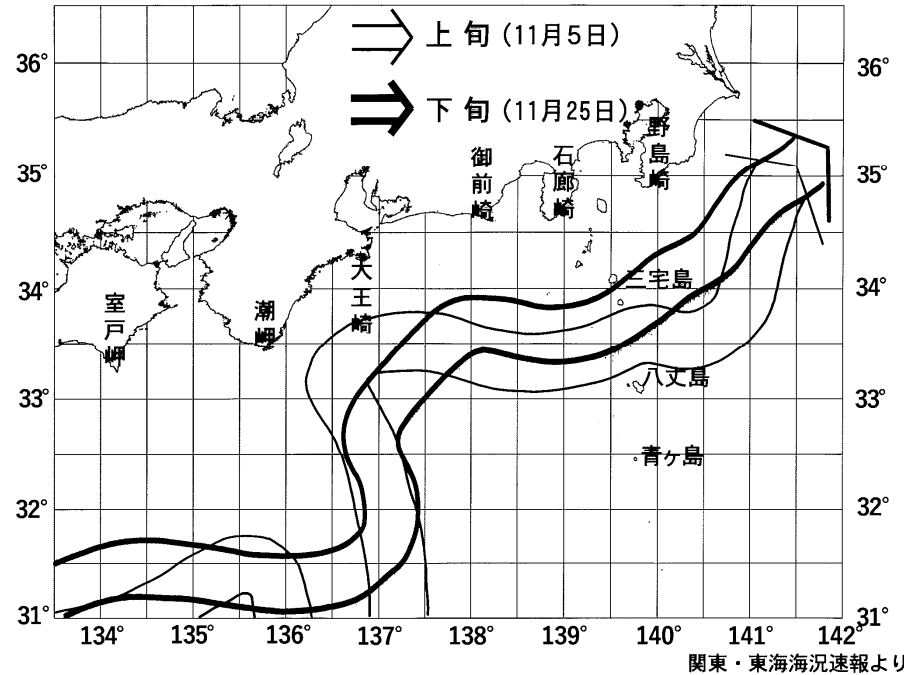 上旬（11月5日）
下旬（11月25日）
36°
36°
35°
35°
34°
34°
33°
33°
32°
32°
31°
31°
野島崎
石廊崎
御前崎
大王崎
潮岬
室戸岬
三宅島
八丈島
青ヶ島
134°
135°
136°
137°
138°
139°
140°
141°
142°
関東・東海海況速報より